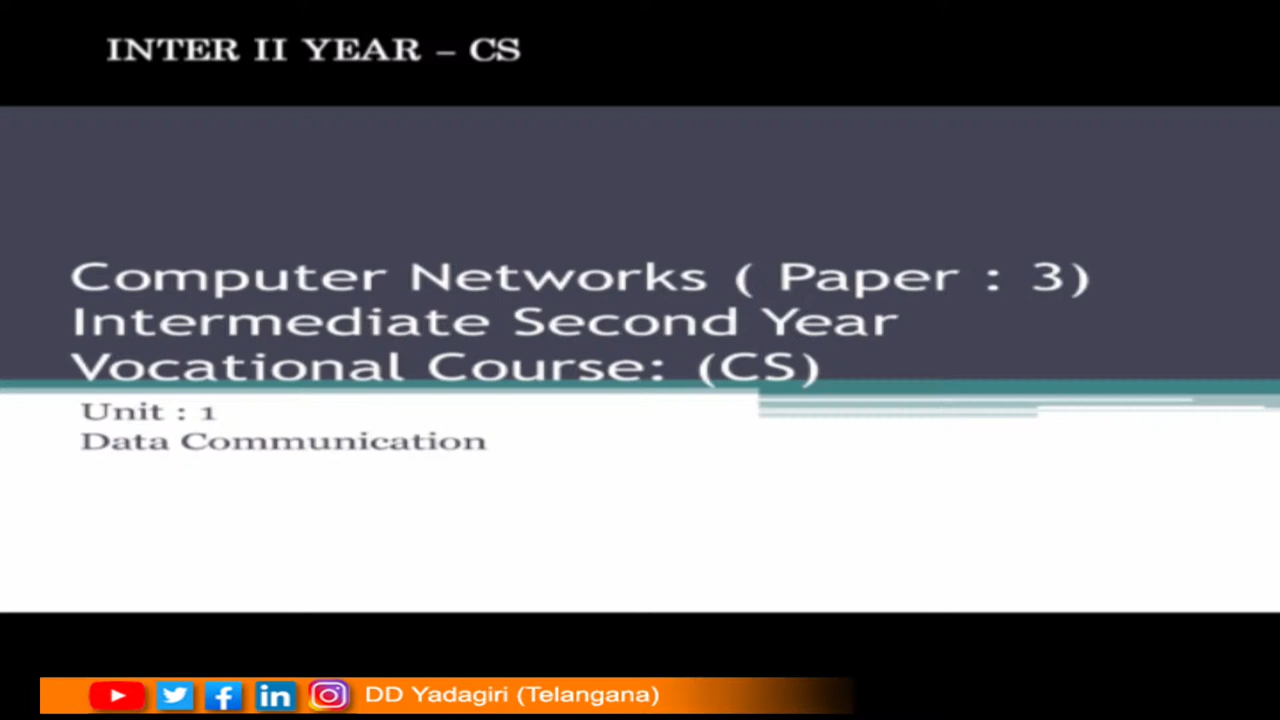 INTER II YEAR – CS
Computer Networks ( Paper : 3)
Intermediate Second Year
Vocational Course: (CS)
Unit : 1
Data Communication
DD Yadagiri (Telangana)